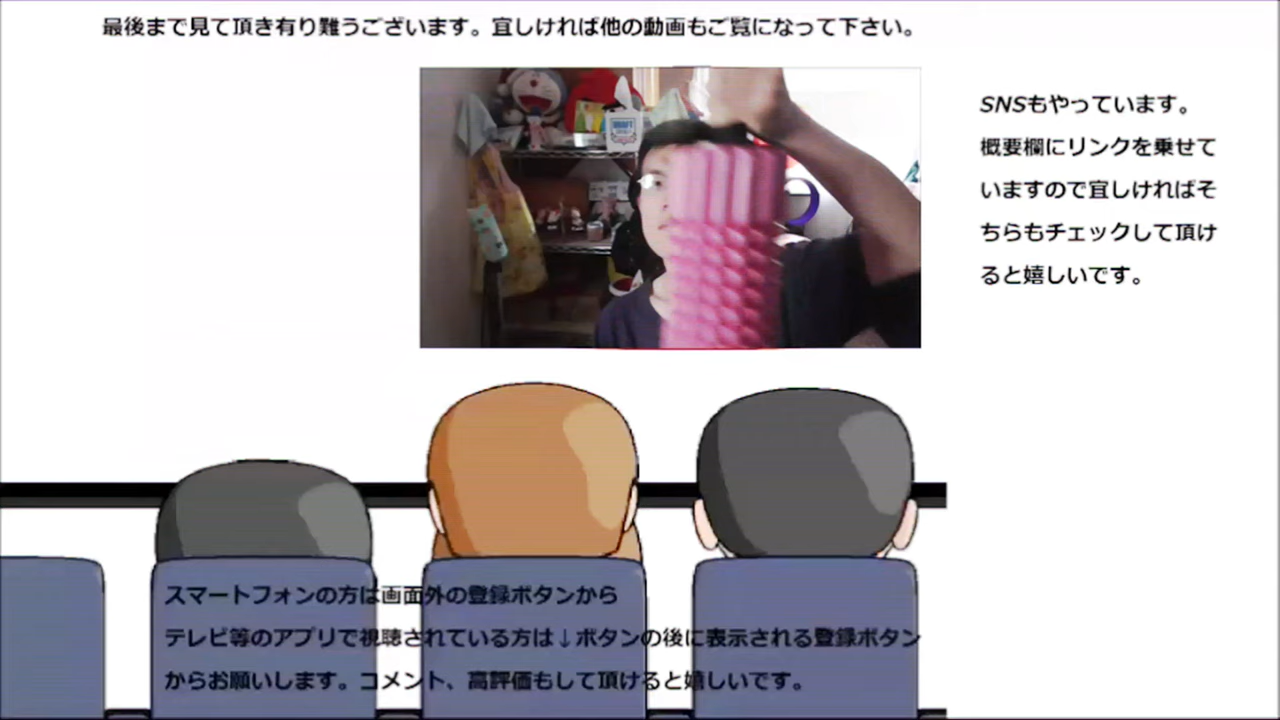 最後まで見て頂き有り難うございます。宜しければ他の動画もご覧になって下さい。
SNSもやっています。
概要欄にリンクを乗せて
いますので宜しければそ
ちらもチェックして頂け
ると嬉しいです。
スマートフォンの方は画面外の登録ボタンから
テレビ等のアプリで視聴されている方は↓ボタンの後に表示される登録ボタン
からお願いします。コメント、高評価もして頂けると嬉しいです。